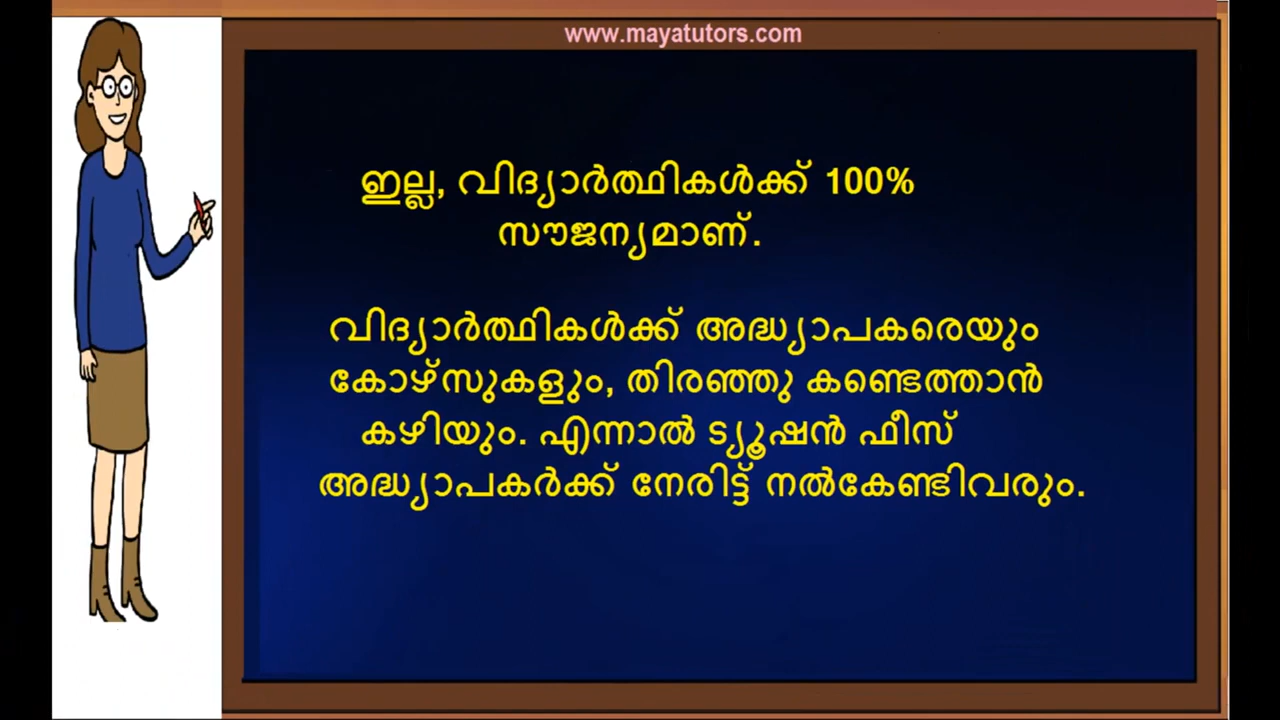 www.mayatutors.com
ഇല്ല, വിദ്യാർത്ഥികൾക്ക് 100%
സൗജന്യമാണ്.
വിദ്യാർത്ഥികൾക്ക് അദ്ധ്യാപകരെയും
കോഴ്സുകളും, തിരഞ്ഞു കണ്ടെത്താൻ
കഴിയും. എന്നാൽ ട്യൂഷൻ ഫീസ്
അദ്ധ്യാപകർക്ക് നേരിട്ട് നൽകേണ്ടിവരും.